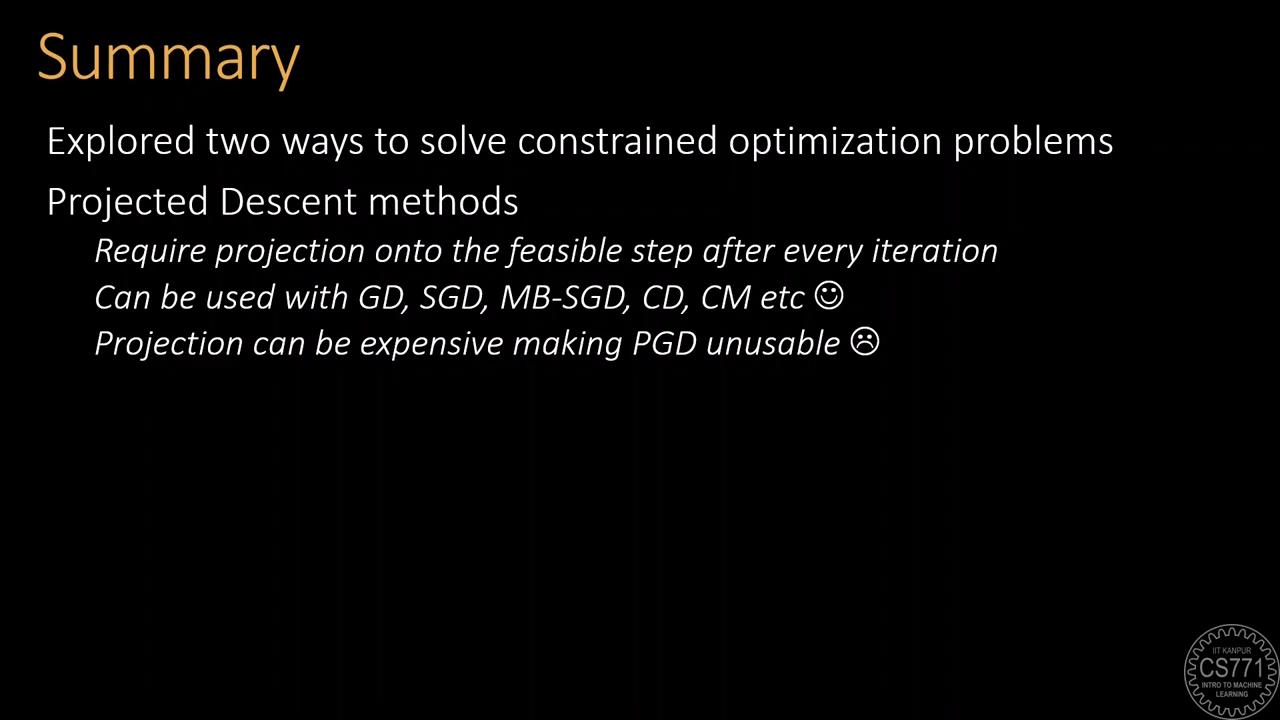 Summary
Explored two ways to solve constrained optimization problems
Projected Descent methods
Require projection onto the feasible step after every iteration
Can be used with GD, SGD, MB-SGD, CD, CM etc ☺
Projection can be expensive making PGD unusable ☹
IIT KANPUR
CS771
INTRO TO MACHINE
LEARNING